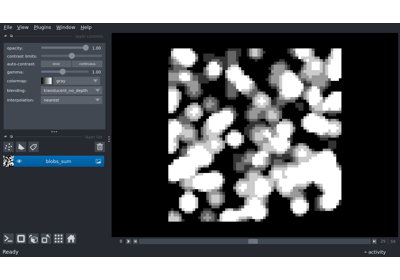 File View Plugins Window Help
opacity: 1.00
contrast limits:
auto-contrast: once continuous
gamma: 1.00
colormap: gray
blending: translucent_no_depth
interpolation: nearest
blobs_sum
Ready
activity